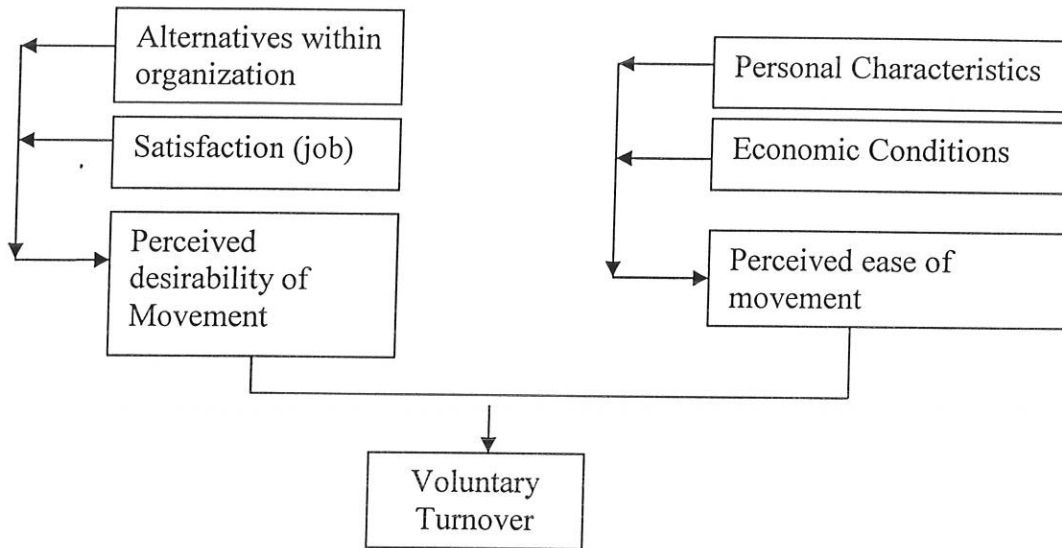 Alternatives within
organization
Satisfaction (job)
Perceived
desirability of
Movement
Personal Characteristics
Economic Conditions
Perceived ease of
movement
Voluntary
Turnover